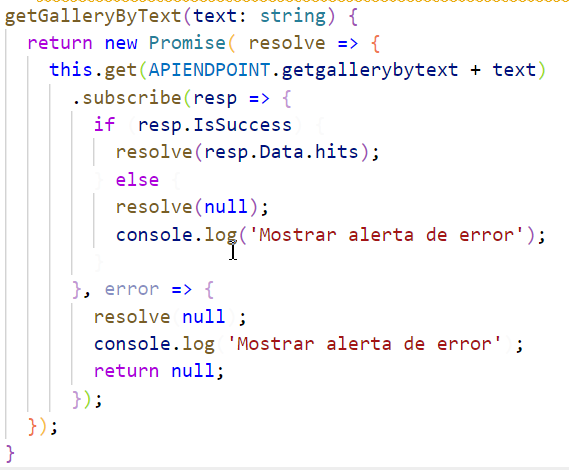 getGalleryByText(text: string) {
  return new Promise( resolve => {
    this.get(APIENDPOINT.getgallerybytext + text)
      .subscribe(resp => {
        if  resp.IsSuccess  {
          resolve(resp.Data.hits);
        } else {
          resolve(null);
          console.log('Mostrar alerta de error');
        }
      }, error => {
        resolve null ;
        console.log 'Mostrar alerta de error' ;
        return null;
      });
  });
}